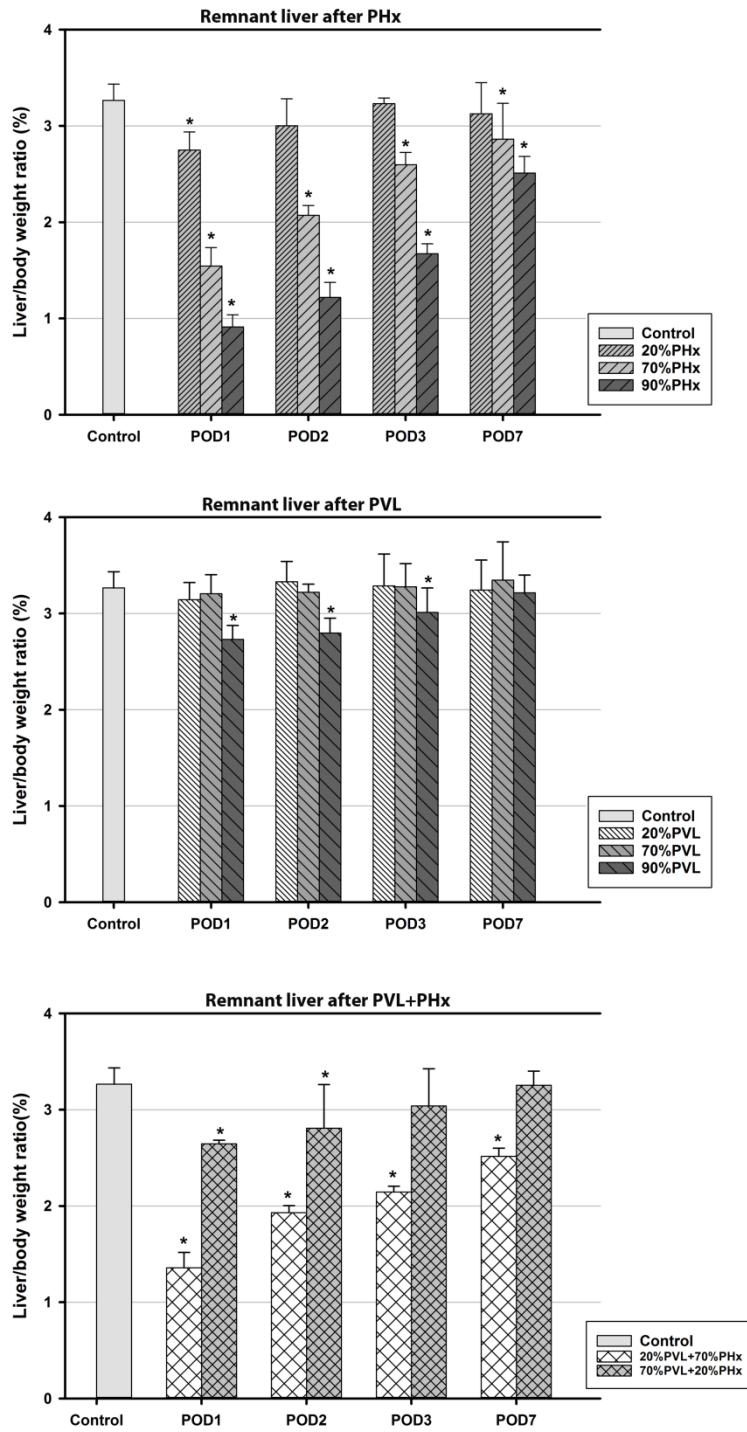 Remnant liver after PHx
Liver/body weight ratio (%)
4
3
2
1
0
*
*
*
*
*
*
*
*
*
Control
POD1
POD2
POD3
POD7
Control
20%PHx
70%PHx
90%PHx
Remnant liver after PVL
Liver/body weight ratio (%)
4
3
2
1
0
*
*
*
Control
POD1
POD2
POD3
POD7
Control
20%PVL
70%PVL
90%PVL
Remnant liver after PVL+PHx
Liver/body weight ratio(%)
4
3
2
1
0
*
*
*
*
*
*
Control
POD1
POD2
POD3
POD7
Control
20%PVL+70%PHx
70%PVL+20%PHx